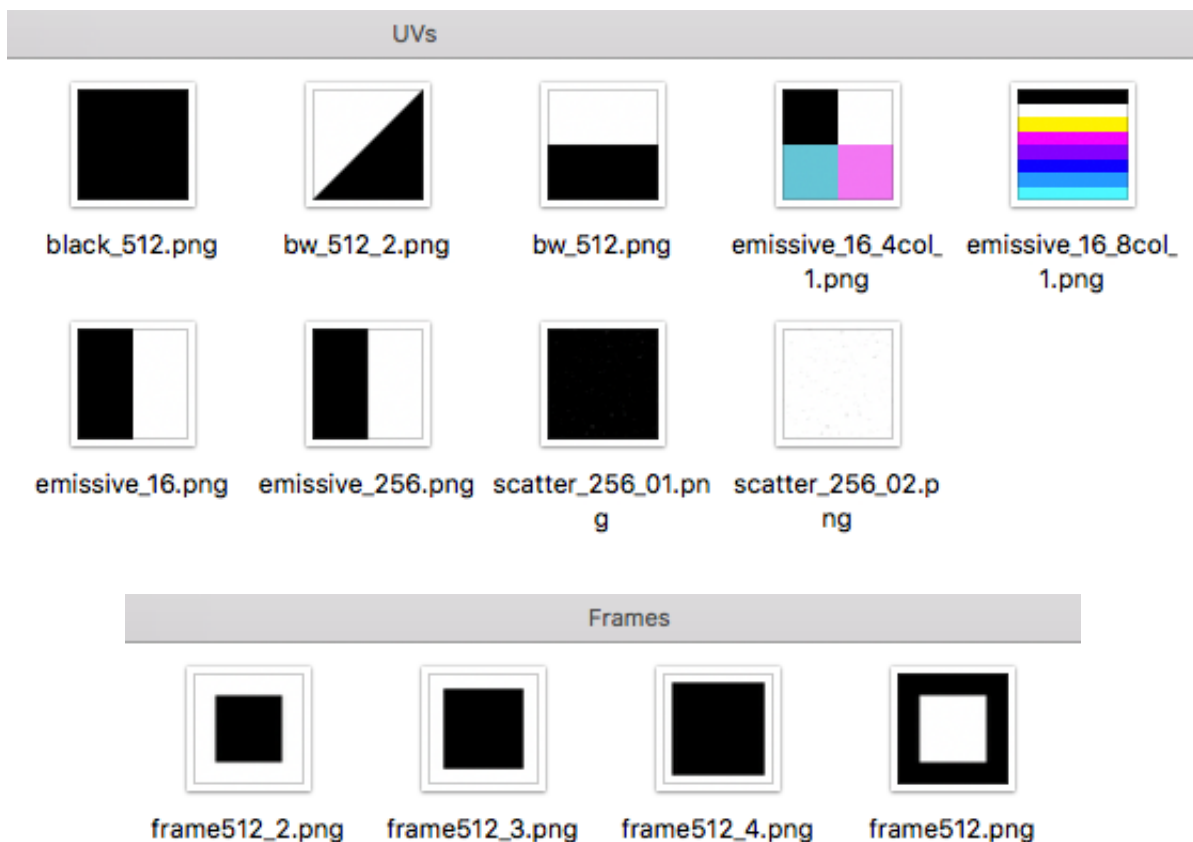 UVs
black_512.png bw_512_2.png bw_512.png emissive_16_4col_ emissive_16_8col_
1.png 1.png
emissive_16.png emissive_256.png scatter_256_01.pn scatter_256_02.p
g ng
Frames
frame512_2.png frame512_3.png frame512_4.png frame512.png